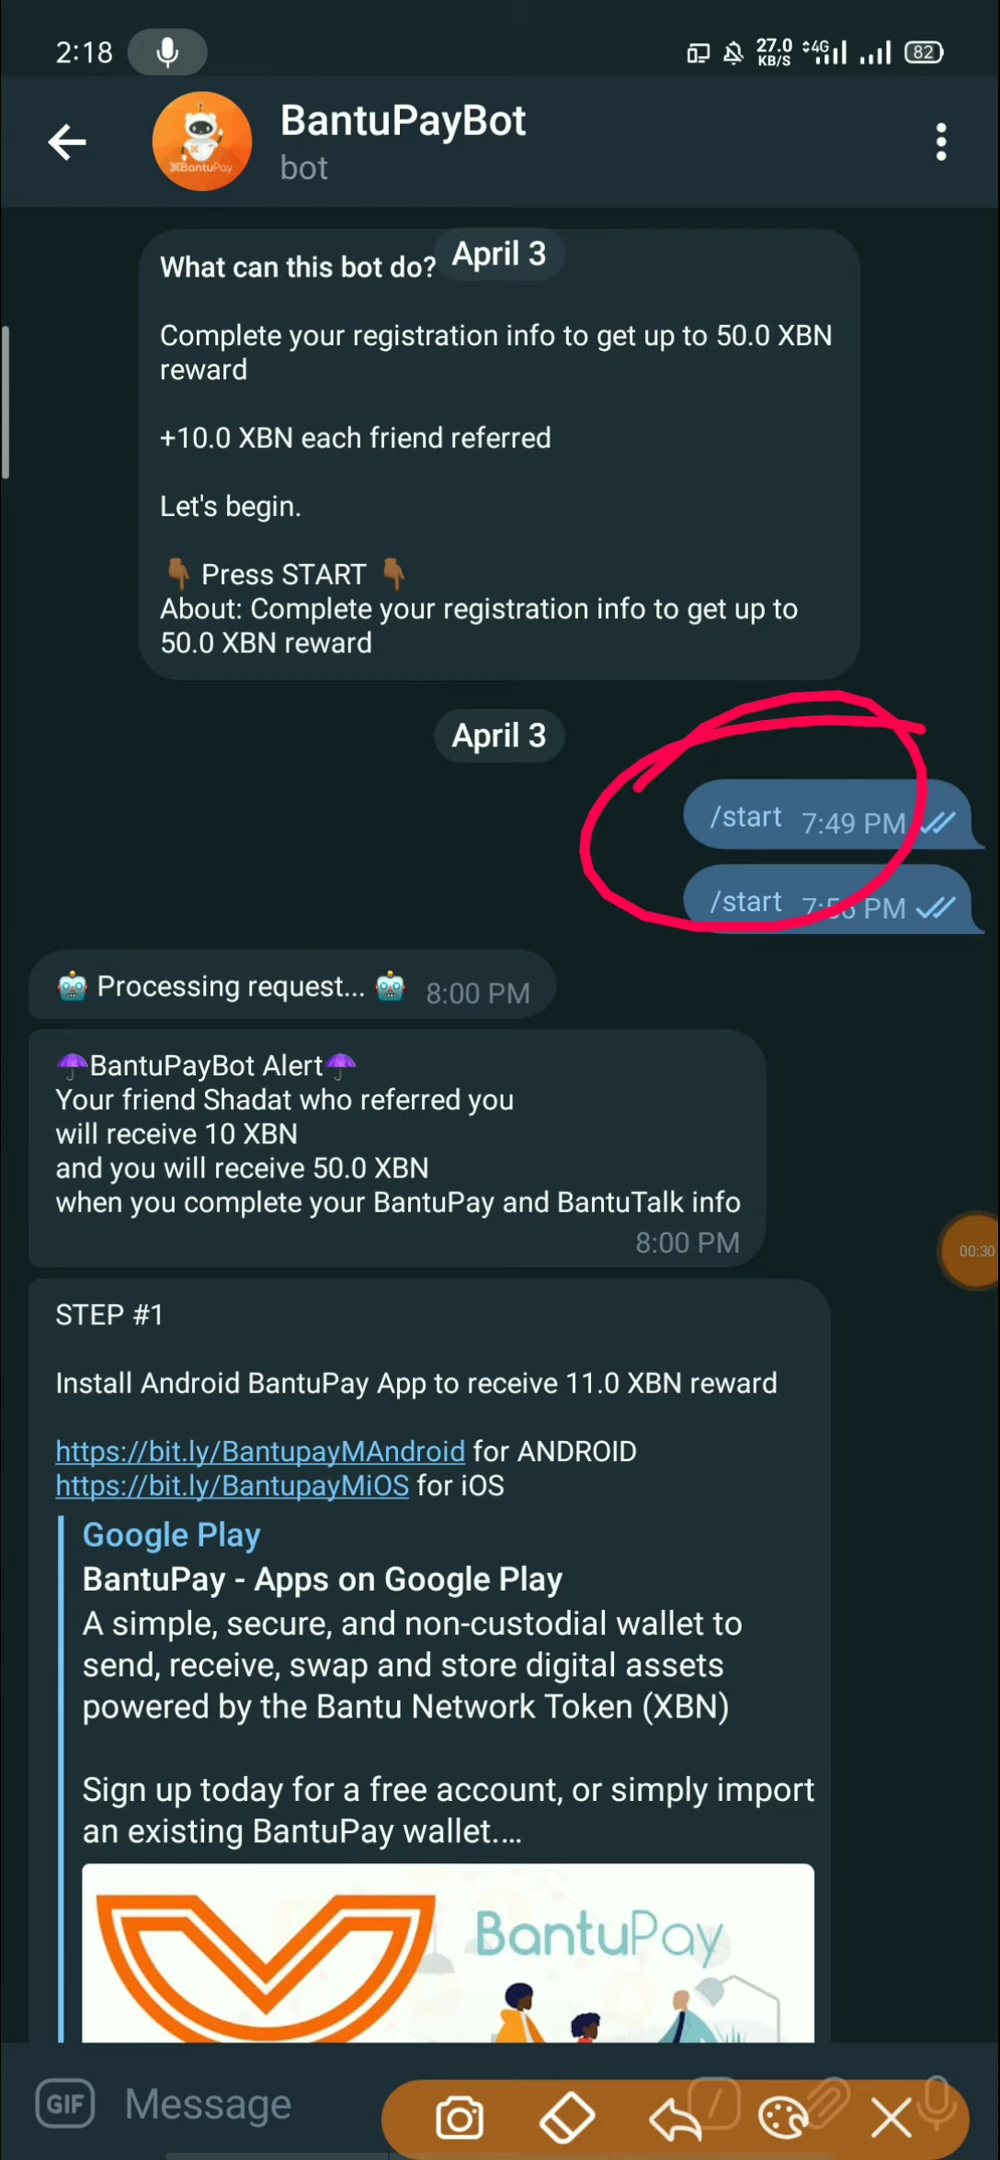 2:18
27.0
KB/S
4G
82
BantuPayBot
bot
XBantuPay
April 3
What can this bot do?
Complete your registration info to get up to 50.0 XBN
reward
+10.0 XBN each friend referred
Let's begin.
👇🏾 Press START 👇🏾
About: Complete your registration info to get up to
50.0 XBN reward
April 3
/start 7:49 PM
/start 7:56 PM
🤖 Processing request... 🤖 8:00 PM
☂️BantuPayBot Alert☂️
Your friend Shadat who referred you
will receive 10 XBN
and you will receive 50.0 XBN
when you complete your BantuPay and BantuTalk info
8:00 PM
00:30
STEP #1
Install Android BantuPay App to receive 11.0 XBN reward
https://bit.ly/BantupayMAndroid for ANDROID
https://bit.ly/BantupayMiOS for iOS
Google Play
BantuPay - Apps on Google Play
A simple, secure, and non-custodial wallet to
send, receive, swap and store digital assets
powered by the Bantu Network Token (XBN)
Sign up today for a free account, or simply import
an existing BantuPay wallet....
BantuPay
GIF Message